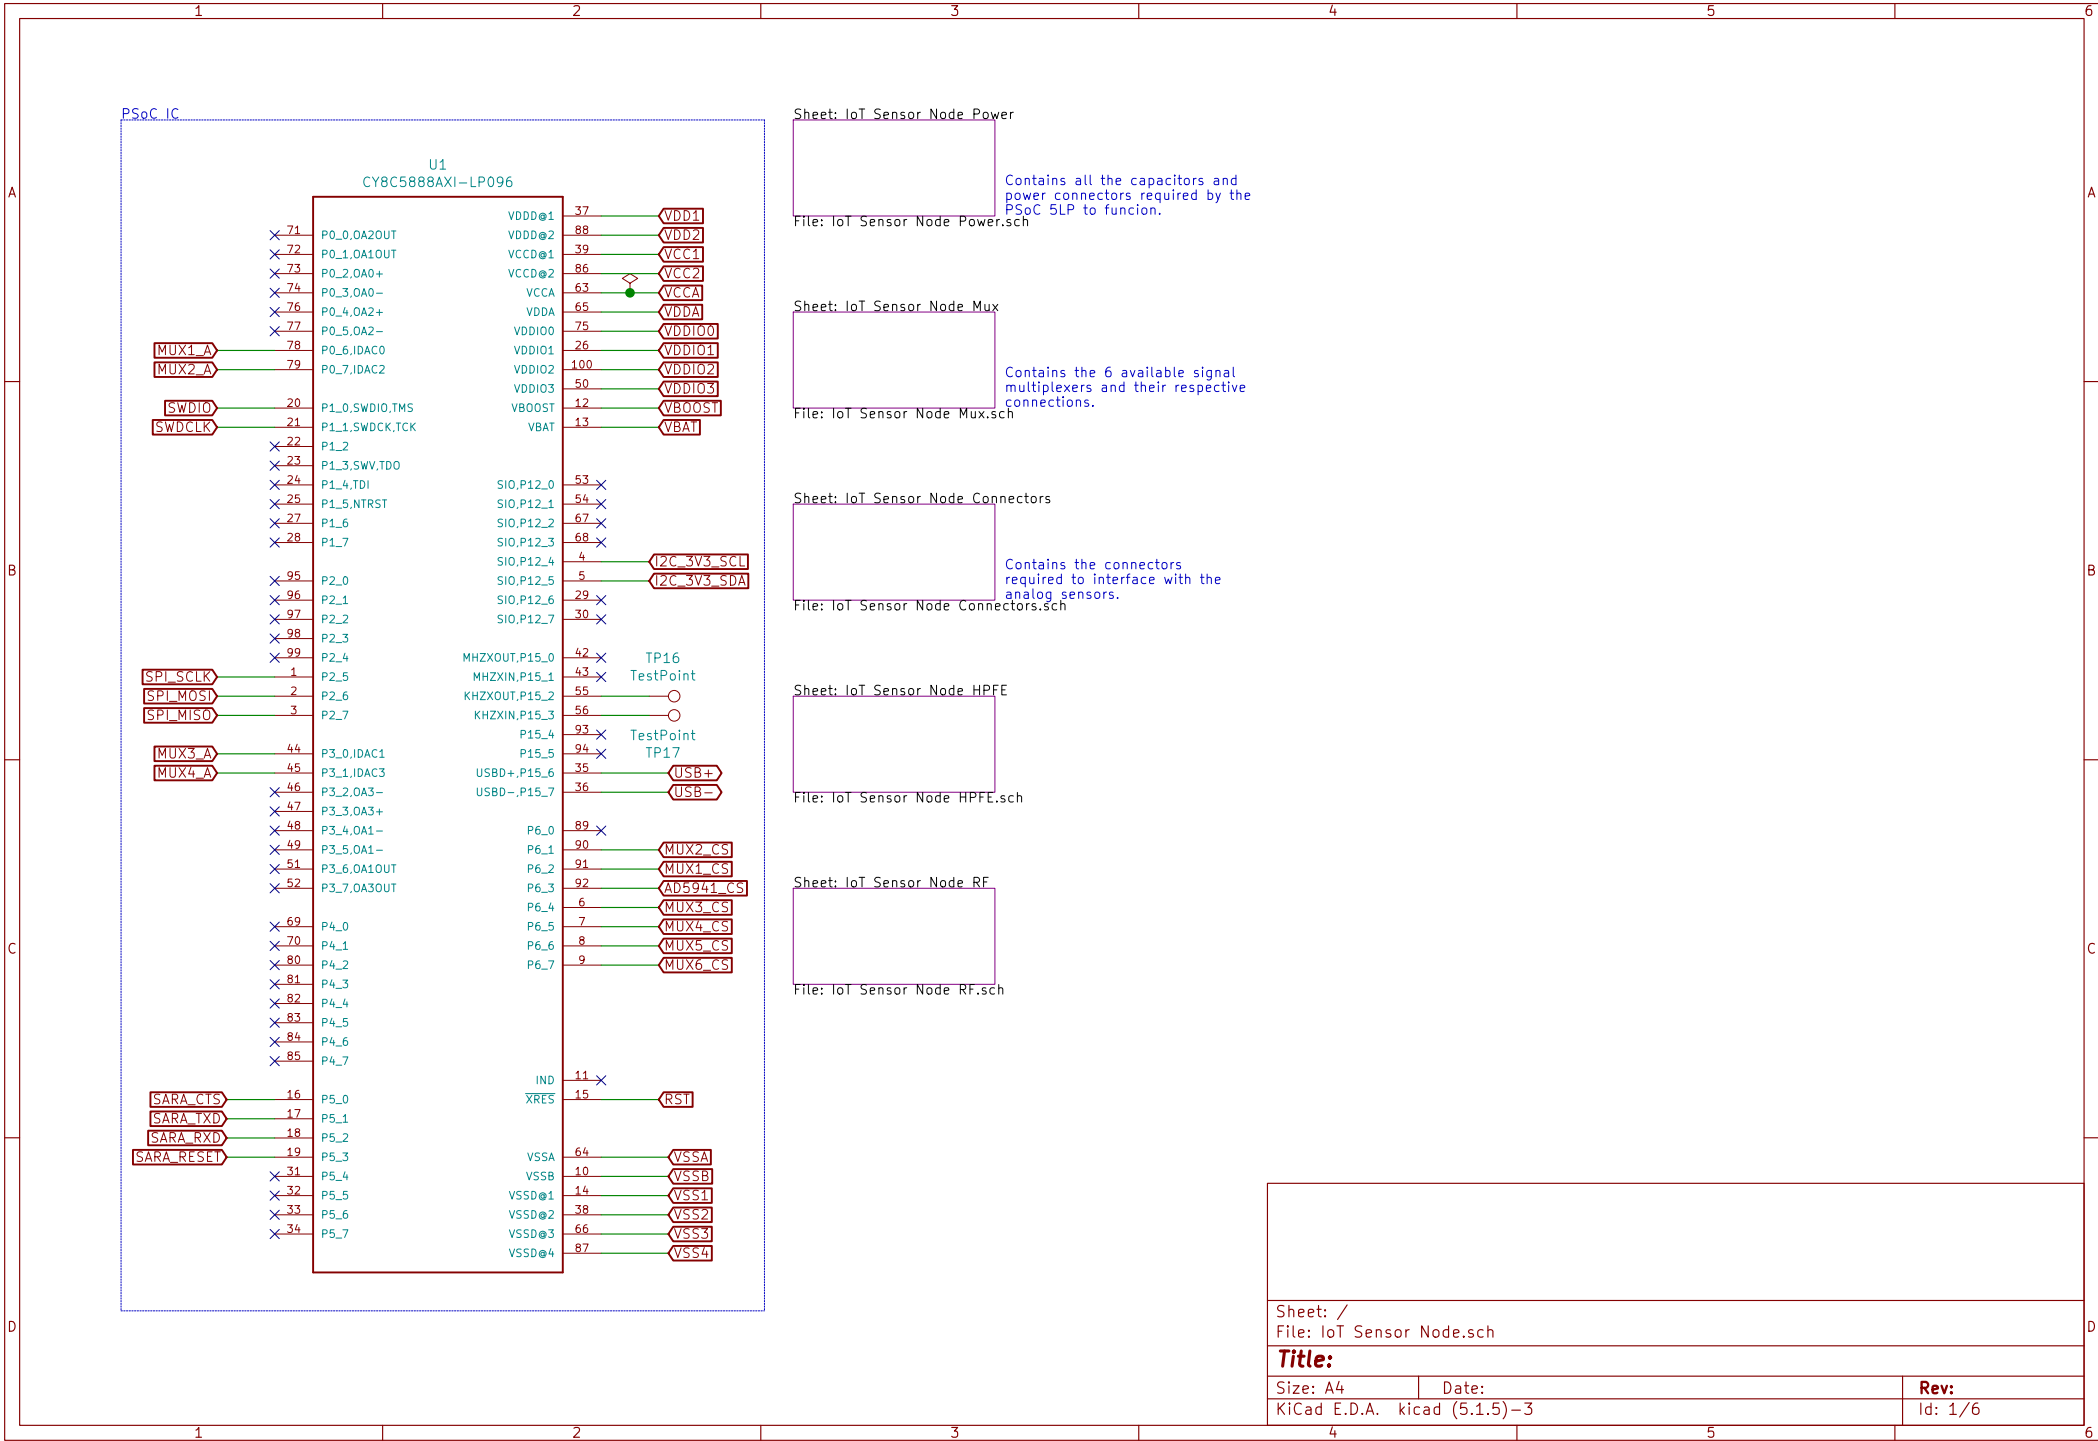 1 2 3 4 5 6
PSoC IC
U1
CY8C5888AXI-LP096
A
B
C
D
71 P0_0,OA2OUT
72 P0_1,OA1OUT
73 P0_2,OA0+
74 P0_3,OA0-
76 P0_4,OA2+
77 P0_5,OA2-
MUX1_A 78 P0_6,IDAC0
MUX2_A 79 P0_7,IDAC2
SWDIO 20 P1_0,SWDIO,TMS
SWDCLK 21 P1_1,SWDCK,TCK
22 P1_2
23 P1_3,SWV,TDO
24 P1_4,TDI
25 P1_5,NTRST
27 P1_6
28 P1_7
95 P2_0
96 P2_1
97 P2_2
98 P2_3
99 P2_4
SPI_SCLK 1 P2_5
SPI_MOSI 2 P2_6
SPI_MISO 3 P2_7
MUX3_A 44 P3_0,IDAC1
MUX4_A 45 P3_1,IDAC3
46 P3_2,OA3-
47 P3_3,OA3+
48 P3_4,OA1-
49 P3_5,OA1-
51 P3_6,OA1OUT
52 P3_7,OA3OUT
69 P4_0
70 P4_1
80 P4_2
81 P4_3
82 P4_4
83 P4_5
84 P4_6
85 P4_7
SARA_CTS 16 P5_0
SARA_TXD 17 P5_1
SARA_RXD 18 P5_2
SARA_RESET 19 P5_3
31 P5_4
32 P5_5
33 P5_6
34 P5_7
VDDD@1 37 VDD1
VDDD@2 88 VDD2
VCCD@1 39 VCC1
VCCD@2 86 VCC2
VCCA 63 VCCA
VDDA 65 VDDA
VDDIO0 75 VDDIO0
VDDIO1 26 VDDIO1
VDDIO2 100 VDDIO2
VDDIO3 50 VDDIO3
VBOOST 12 VBOOST
VBAT 13 VBAT
SIO,P12_0 53
SIO,P12_1 54
SIO,P12_2 67
SIO,P12_3 68
SIO,P12_4 4 I2C_3V3_SCL
SIO,P12_5 5 I2C_3V3_SDA
SIO,P12_6 29
SIO,P12_7 30
MHZXOUT,P15_0 42 TP16
MHZXIN,P15_1 43 TestPoint
KHZXOUT,P15_2 55
KHZXIN,P15_3 56
P15_4 93 TestPoint
P15_5 94 TP17
USBD+,P15_6 35 USB+
USBD-,P15_7 36 USB-
P6_0 89
P6_1 90 MUX2_CS
P6_2 91 MUX1_CS
P6_3 92 AD5941_CS
P6_4 6 MUX3_CS
P6_5 7 MUX4_CS
P6_6 8 MUX5_CS
P6_7 9 MUX6_CS
IND 11
XRES 15 RST
VSSA 64 VSSA
VSSB 10 VSSB
VSSD@1 14 VSS1
VSSD@2 38 VSS2
VSSD@3 66 VSS3
VSSD@4 87 VSS4
Sheet: IoT Sensor Node Power
Contains all the capacitors and
power connectors required by the
PSoC 5LP to funcion.
File: IoT Sensor Node Power.sch
Sheet: IoT Sensor Node Mux
Contains the 6 available signal
multiplexers and their respective
connections.
File: IoT Sensor Node Mux.sch
Sheet: IoT Sensor Node Connectors
Contains the connectors
required to interface with the
analog sensors.
File: IoT Sensor Node Connectors.sch
Sheet: IoT Sensor Node HPFE
File: IoT Sensor Node HPFE.sch
Sheet: IoT Sensor Node RF
File: IoT Sensor Node RF.sch
A
B
C
D
Sheet: /
File: IoT Sensor Node.sch
Title:
Size: A4 Date: Rev:
KiCad E.D.A. kicad (5.1.5)-3 Id: 1/6
1 2 3 4 5 6